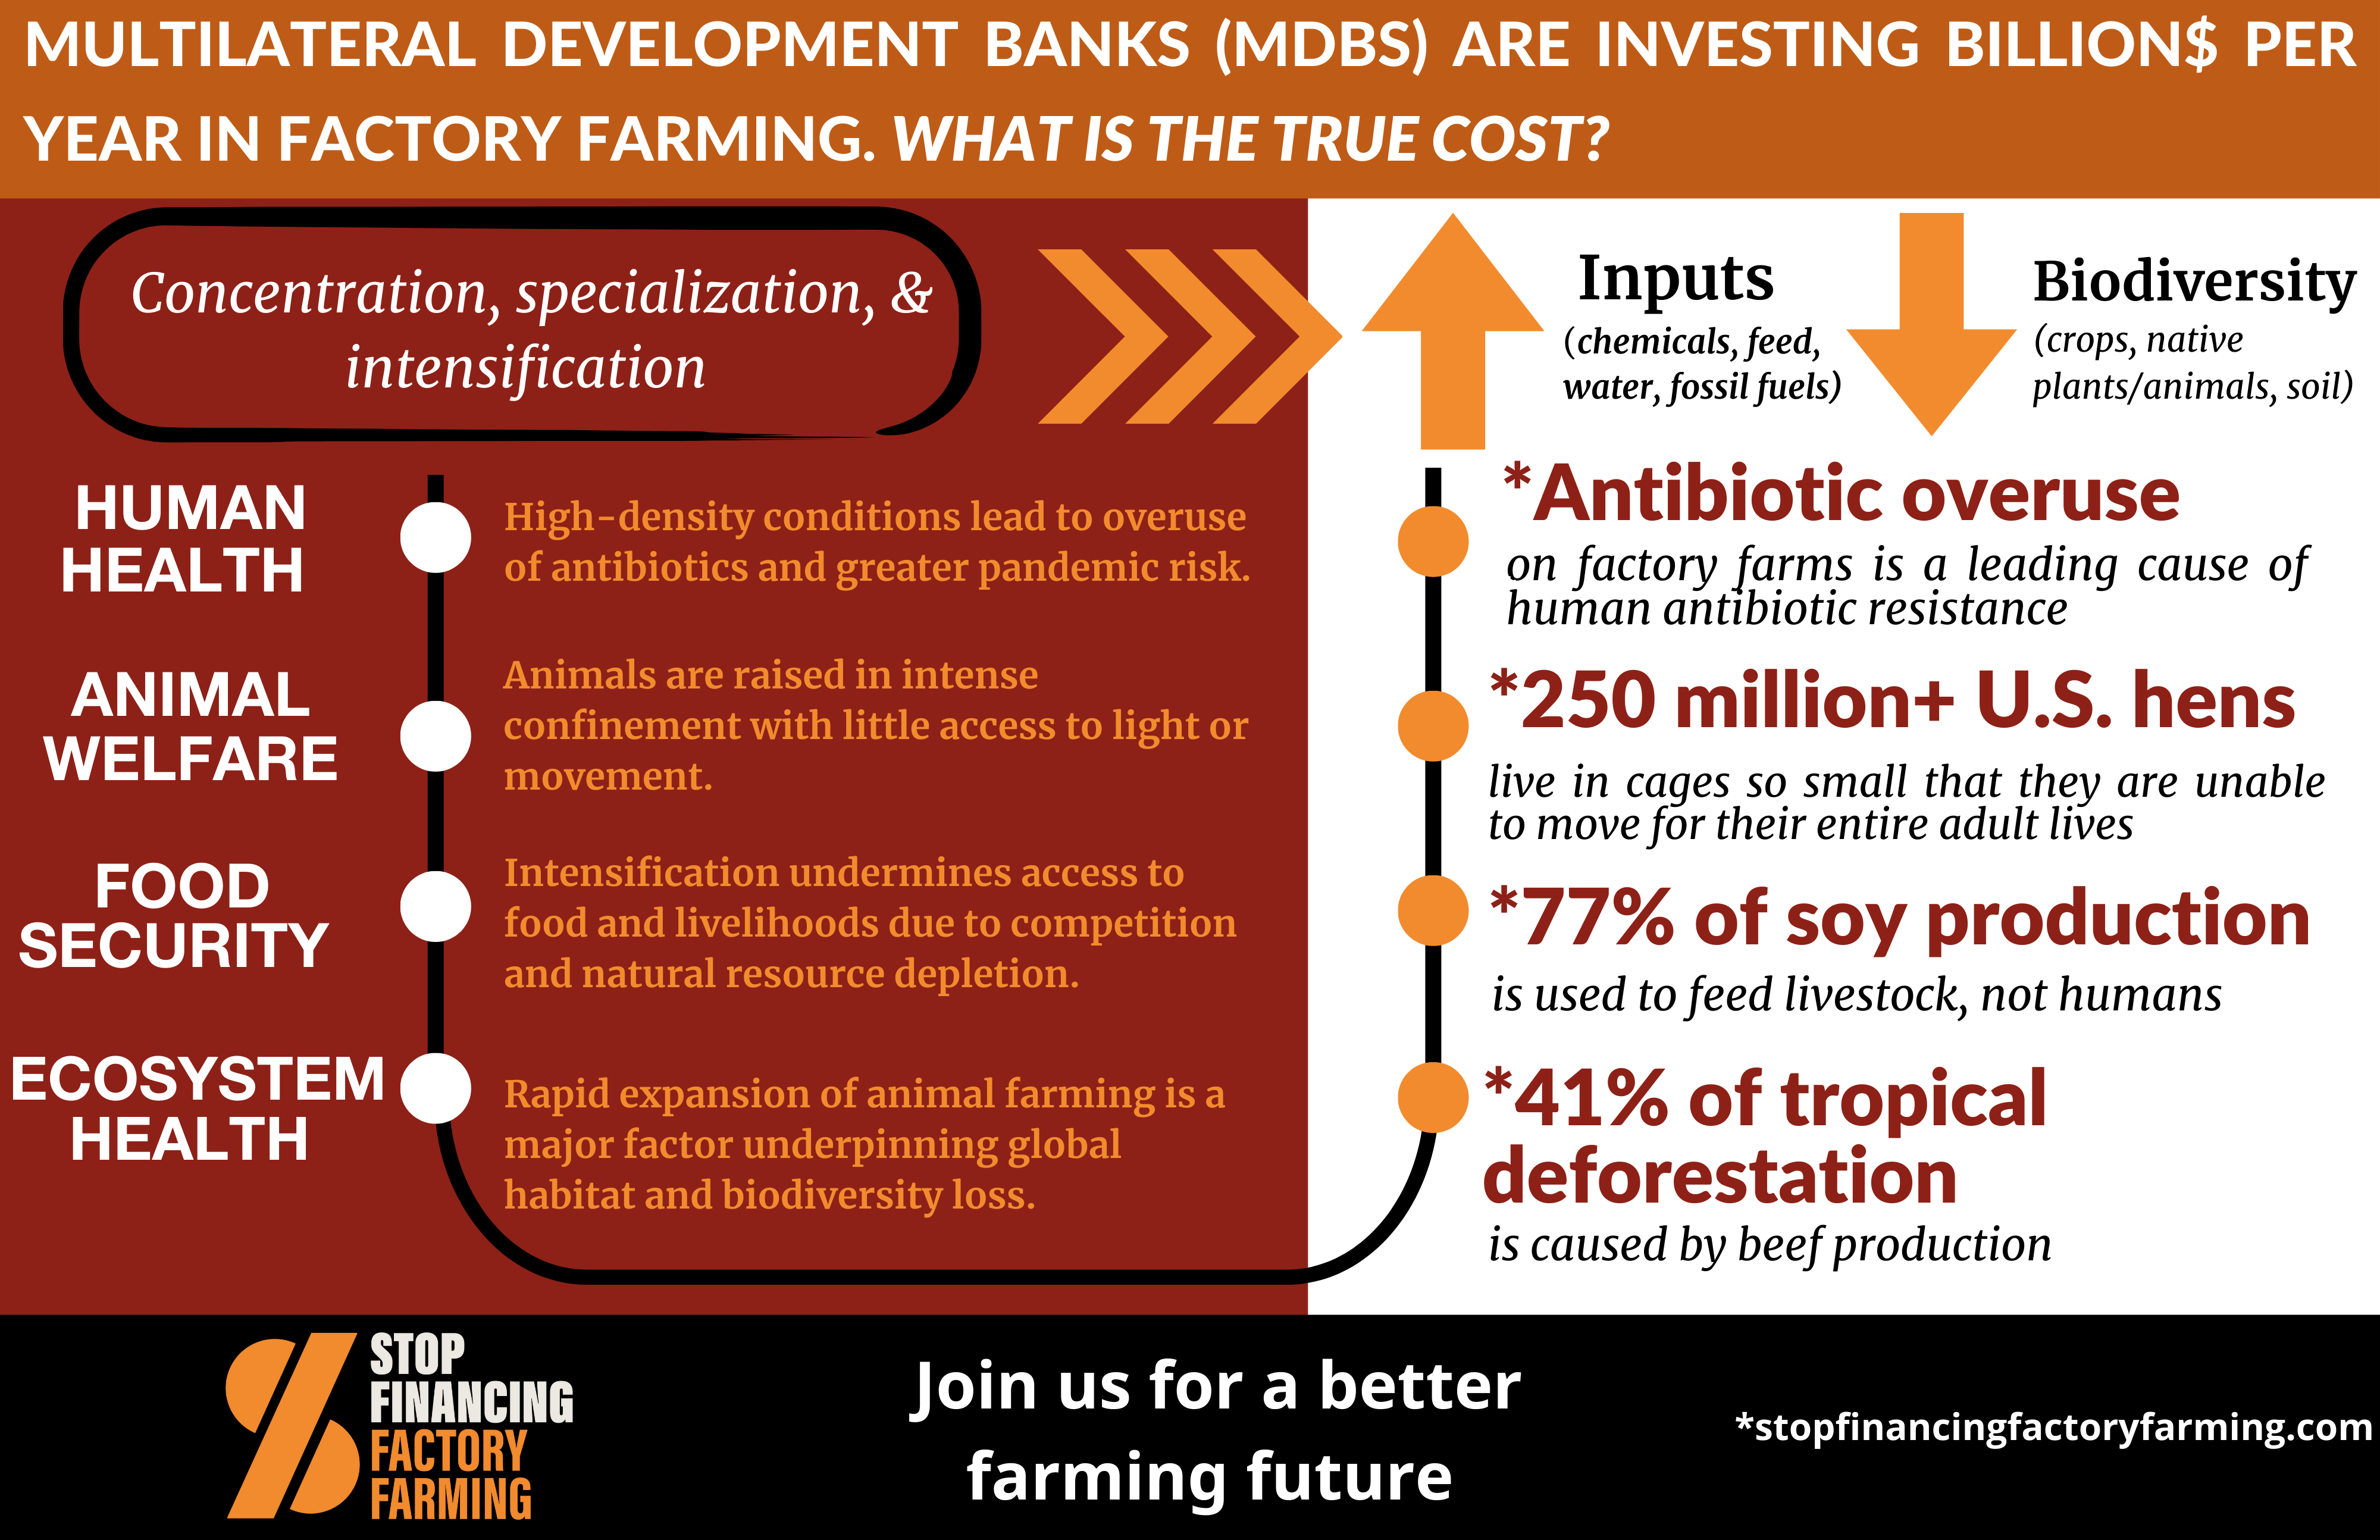 MULTILATERAL DEVELOPMENT BANKS (MDBS) ARE INVESTING BILLION$ PER
YEAR IN FACTORY FARMING. WHAT IS THE TRUE COST?
Concentration, specialization, &
intensification
Inputs
(chemicals, feed,
water, fossil fuels)
Biodiversity
(crops, native
plants/animals, soil)
HUMAN
HEALTH
High-density conditions lead to overuse
of antibiotics and greater pandemic risk.
ANIMAL
WELFARE
Animals are raised in intense
confinement with little access to light or
movement.
FOOD
SECURITY
Intensification undermines access to
food and livelihoods due to competition
and natural resource depletion.
ECOSYSTEM
HEALTH
Rapid expansion of animal farming is a
major factor underpinning global
habitat and biodiversity loss.
*Antibiotic overuse
on factory farms is a leading cause of
human antibiotic resistance
*250 million+ U.S. hens
live in cages so small that they are unable
to move for their entire adult lives
*77% of soy production
is used to feed livestock, not humans
*41% of tropical
deforestation
is caused by beef production
STOP
FINANCING
FACTORY
FARMING
Join us for a better
farming future
*stopfinancingfactoryfarming.com